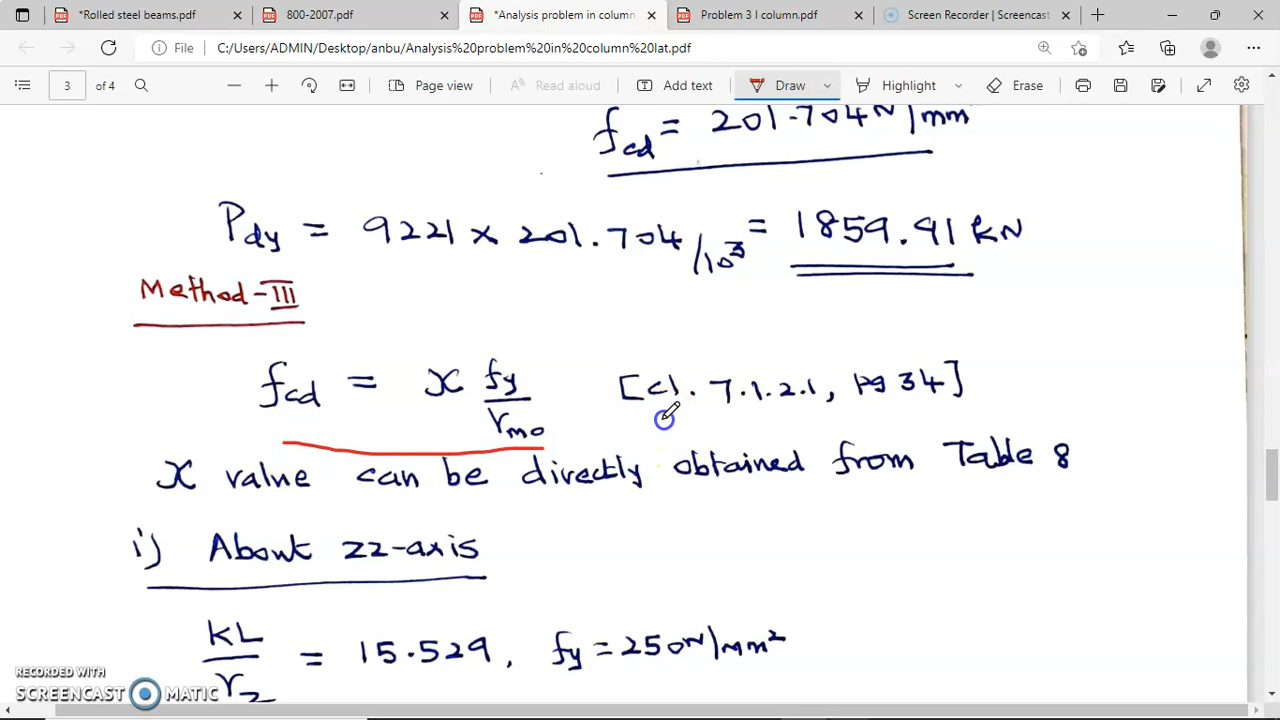 *Rolled steel beams.pdf
800-2007.pdf
*Analysis problem in column
Problem 3 I column.pdf
Screen Recorder | Screencast
File
C:/Users/ADMIN/Desktop/anbu/Analysis%20problem%20in%20column%20lat.pdf
3 of 4
Page view
Read aloud
Add text
Draw
Highlight
Erase
fcd = 201.704 N/mm
Pdy = 9221 x 201.704 /10³ = 1859.91 kN
Method-III
fcd = x fy/γmo [cl. 7.1.2.1, pg 34]
x value can be directly obtained from Table 8
i) About zz-axis
KL/rz = 15.529, fy = 250N/mm²
RECORDED WITH
SCREENCAST MATIC